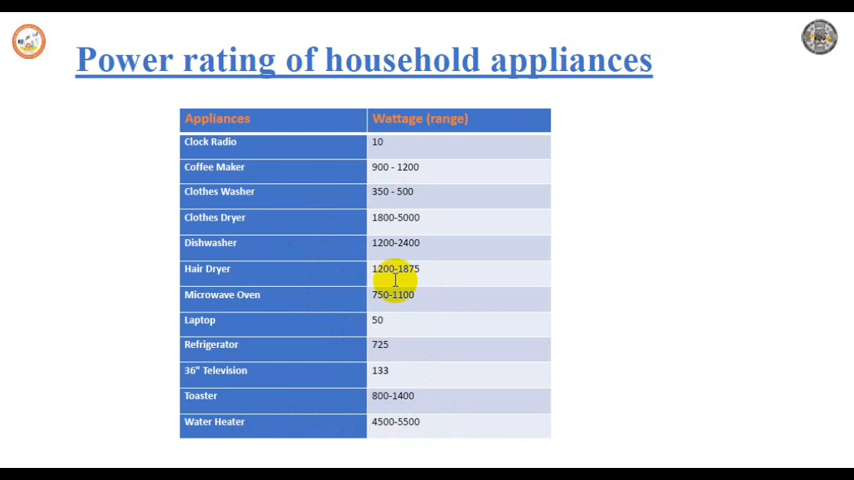 Power rating of household appliances
Appliances Wattage (range)
Clock Radio 10
Coffee Maker 900 - 1200
Clothes Washer 350 - 500
Clothes Dryer 1800-5000
Dishwasher 1200-2400
Hair Dryer 1200-1875
Microwave Oven 750-1100
Laptop 50
Refrigerator 725
36" Television 133
Toaster 800-1400
Water Heater 4500-5500